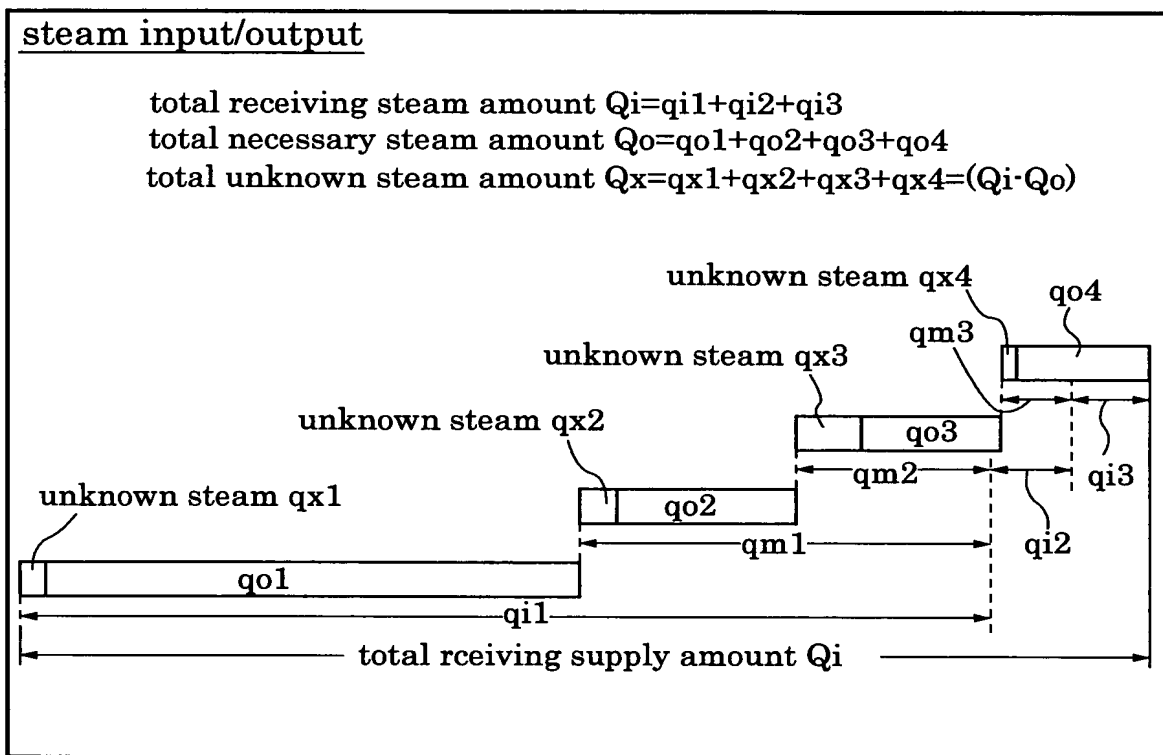 steam input/output
total receiving steam amount Qi=qi1+qi2+qi3
total necessary steam amount Qo=qo1+qo2+qo3+qo4
total unknown steam amount Qx=qx1+qx2+qx3+qx4=(Qi-Qo)
unknown steam qx4
qo4
qm3
unknown steam qx3
unknown steam qx2
qo3
qm2
qi3
unknown steam qx1
qo2
qm1
qi2
qo1
qi1
total rceiving supply amount Qi